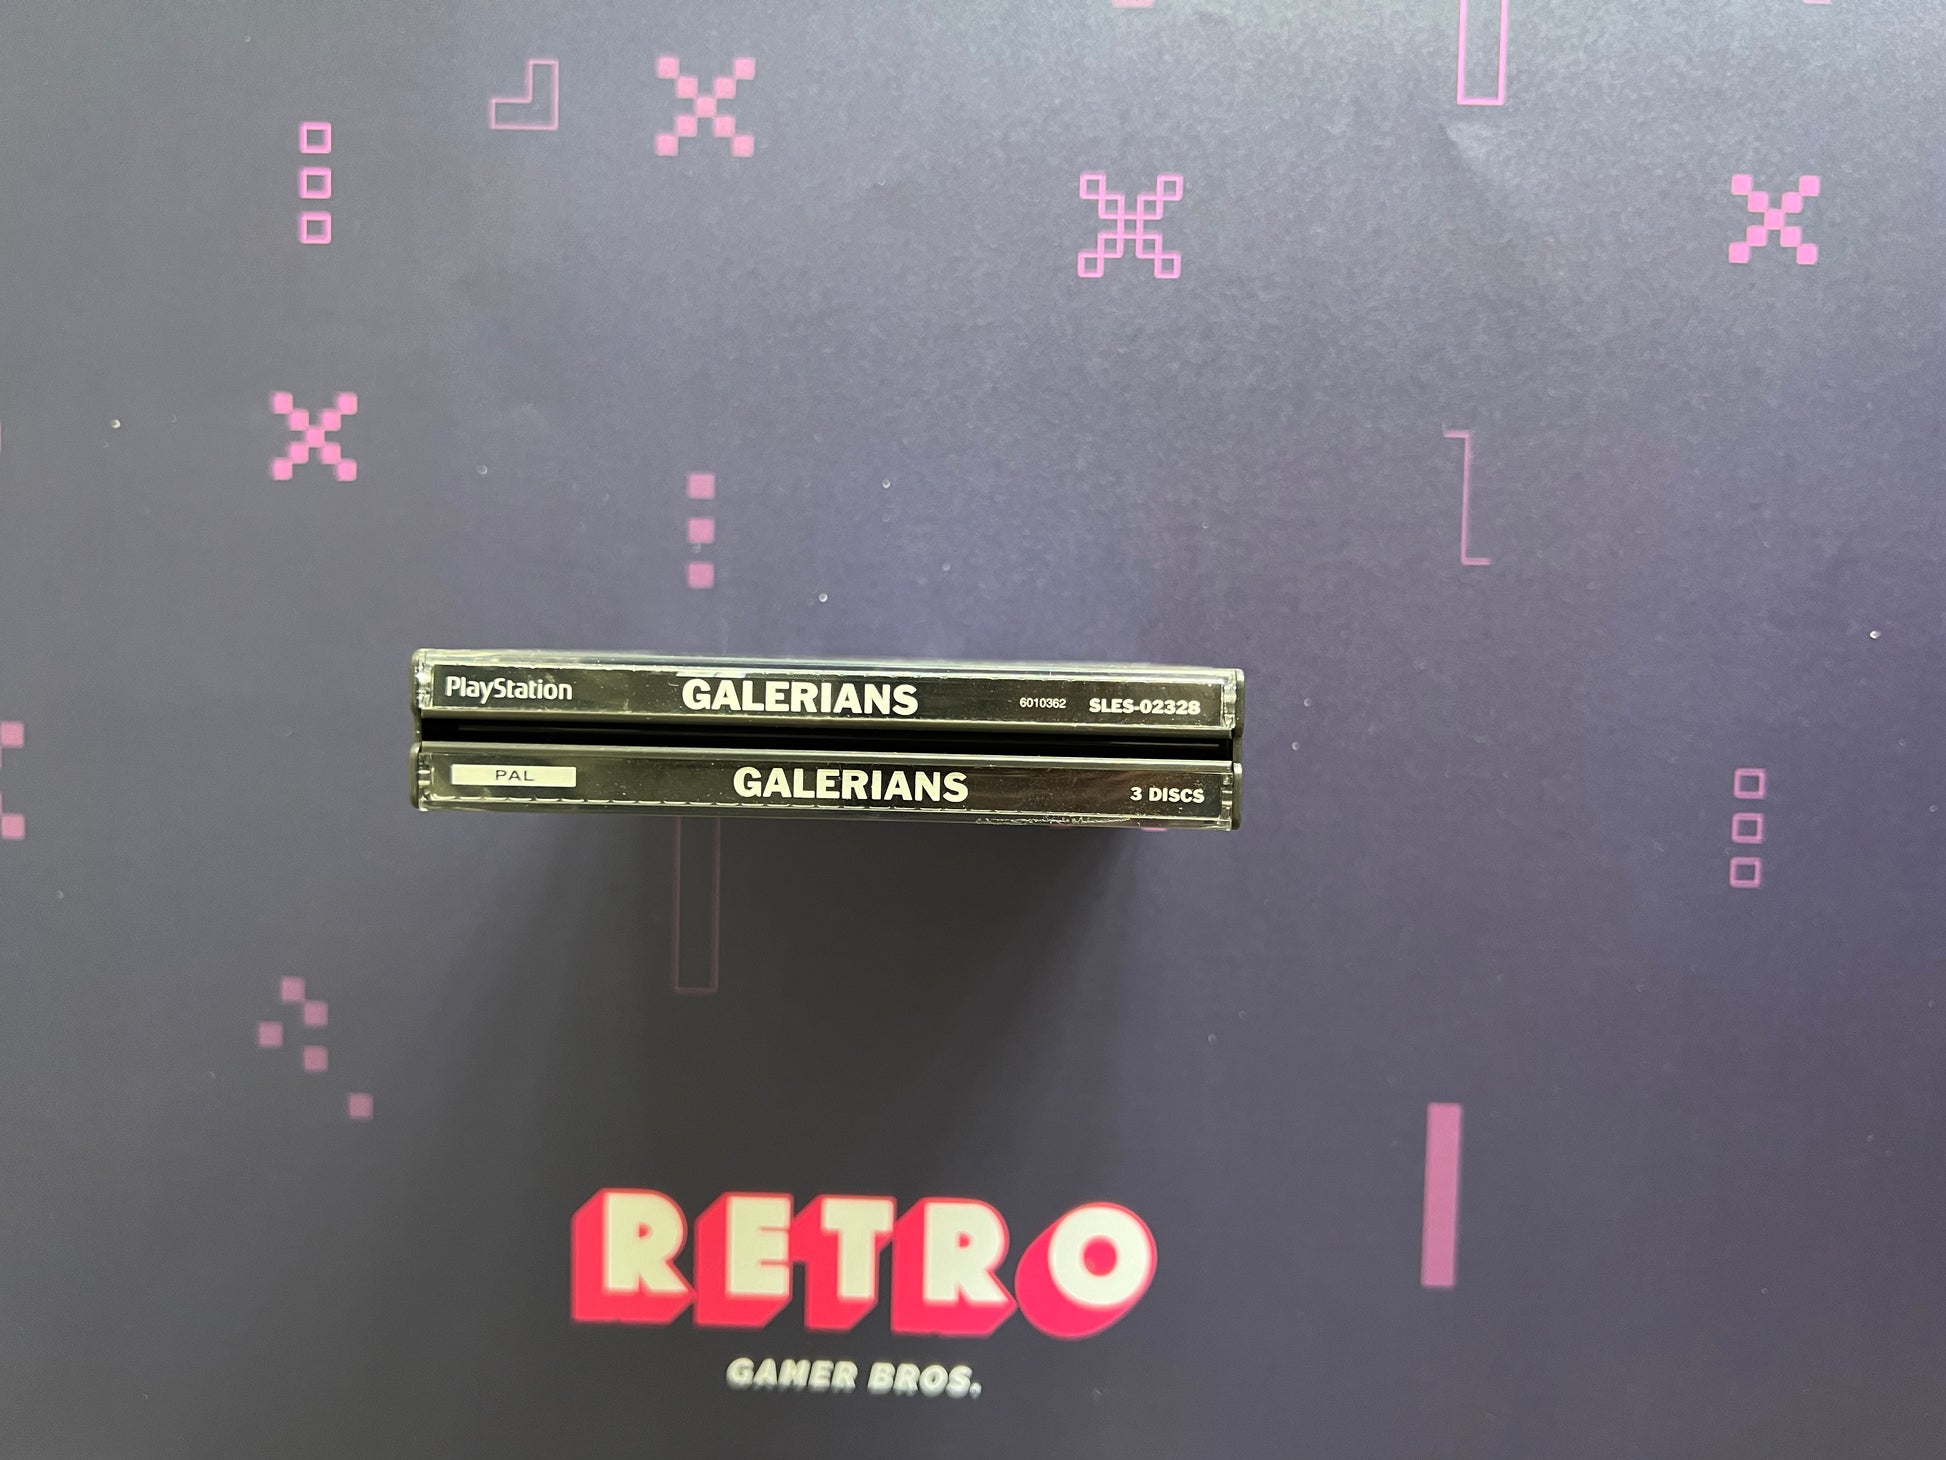 PlayStation GALERIANS 6010362 SLES-02328
PAL GALERIANS 3 DISCS
RETRO
GAMER BROS.